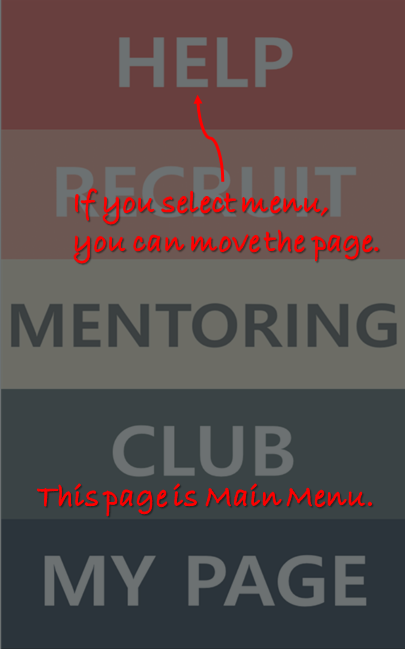 HELP
RECRUIT
If you select menu,
you can move the page.
MENTORING
CLUB
This page is Main Menu.
MY PAGE